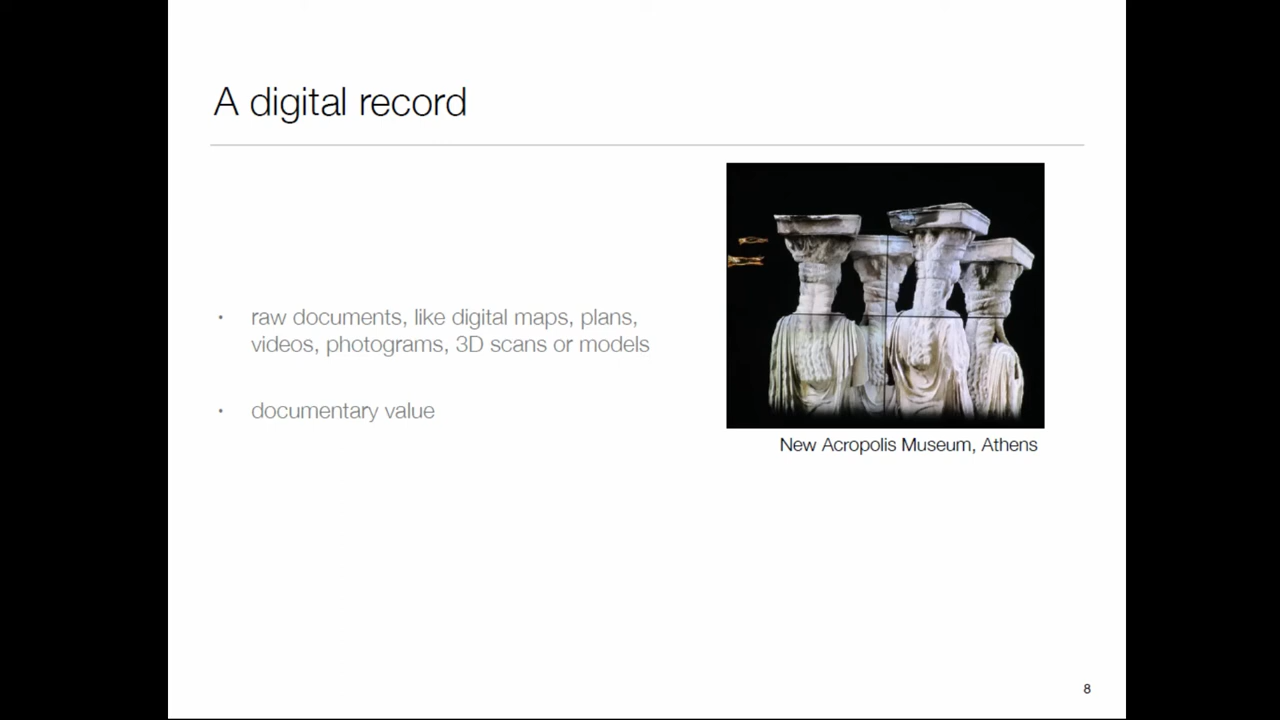 A digital record
• raw documents, like digital maps, plans,
videos, photograms, 3D scans or models
• documentary value
New Acropolis Museum, Athens
8